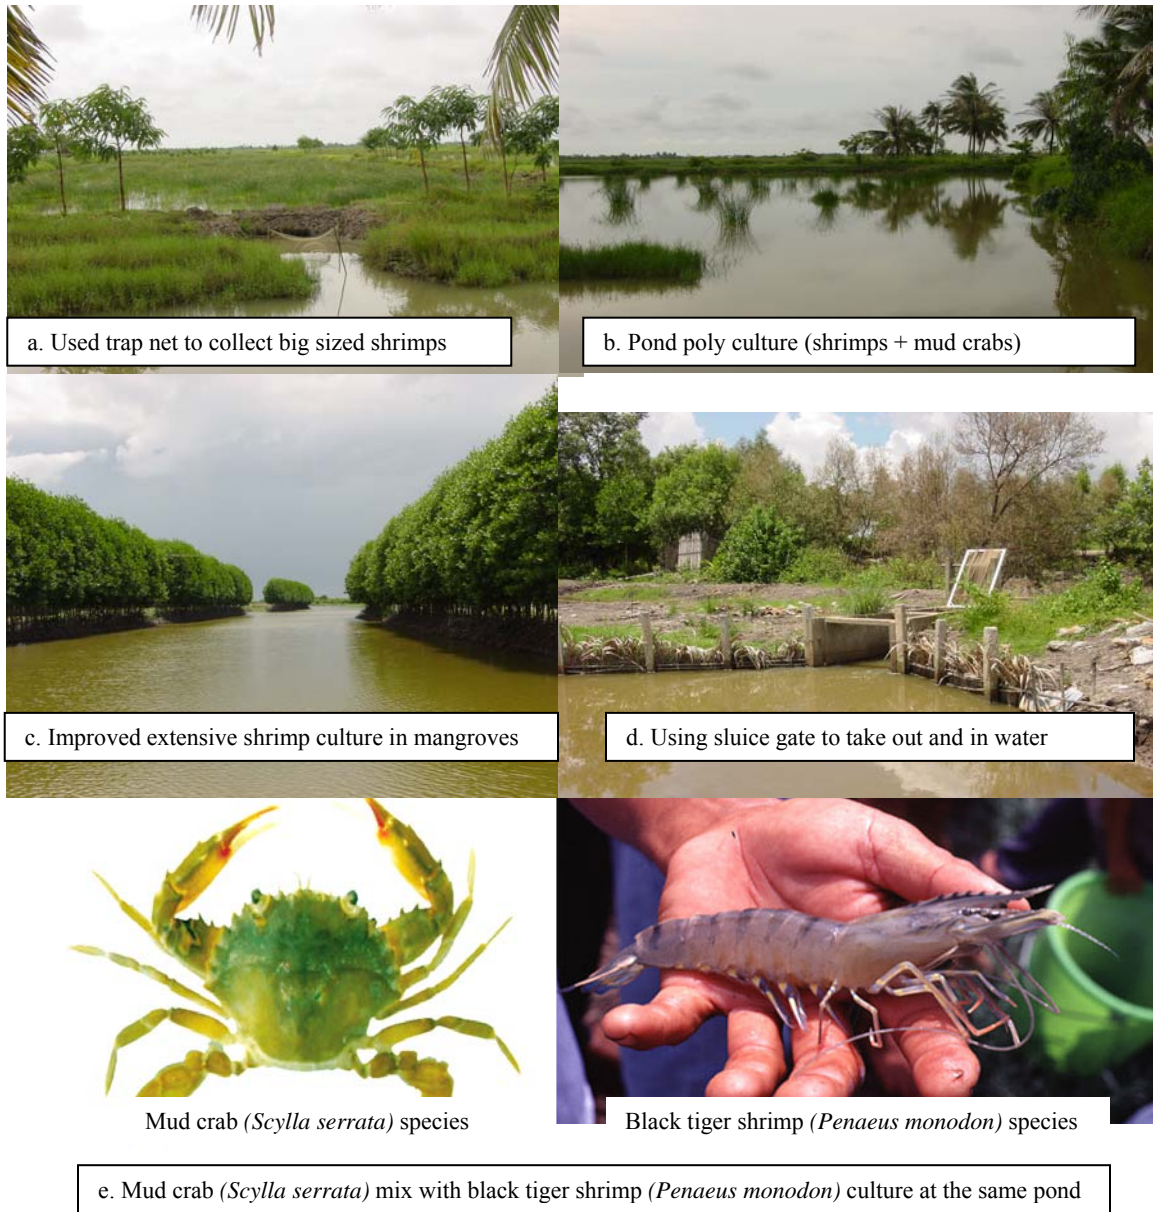 a. Used trap net to collect big sized shrimps
b. Pond poly culture (shrimps + mud crabs)
c. Improved extensive shrimp culture in mangroves
d. Using sluice gate to take out and in water
Mud crab (Scylla serrata) species
Black tiger shrimp (Penaeus monodon) species
e. Mud crab (Scylla serrata) mix with black tiger shrimp (Penaeus monodon) culture at the same pond